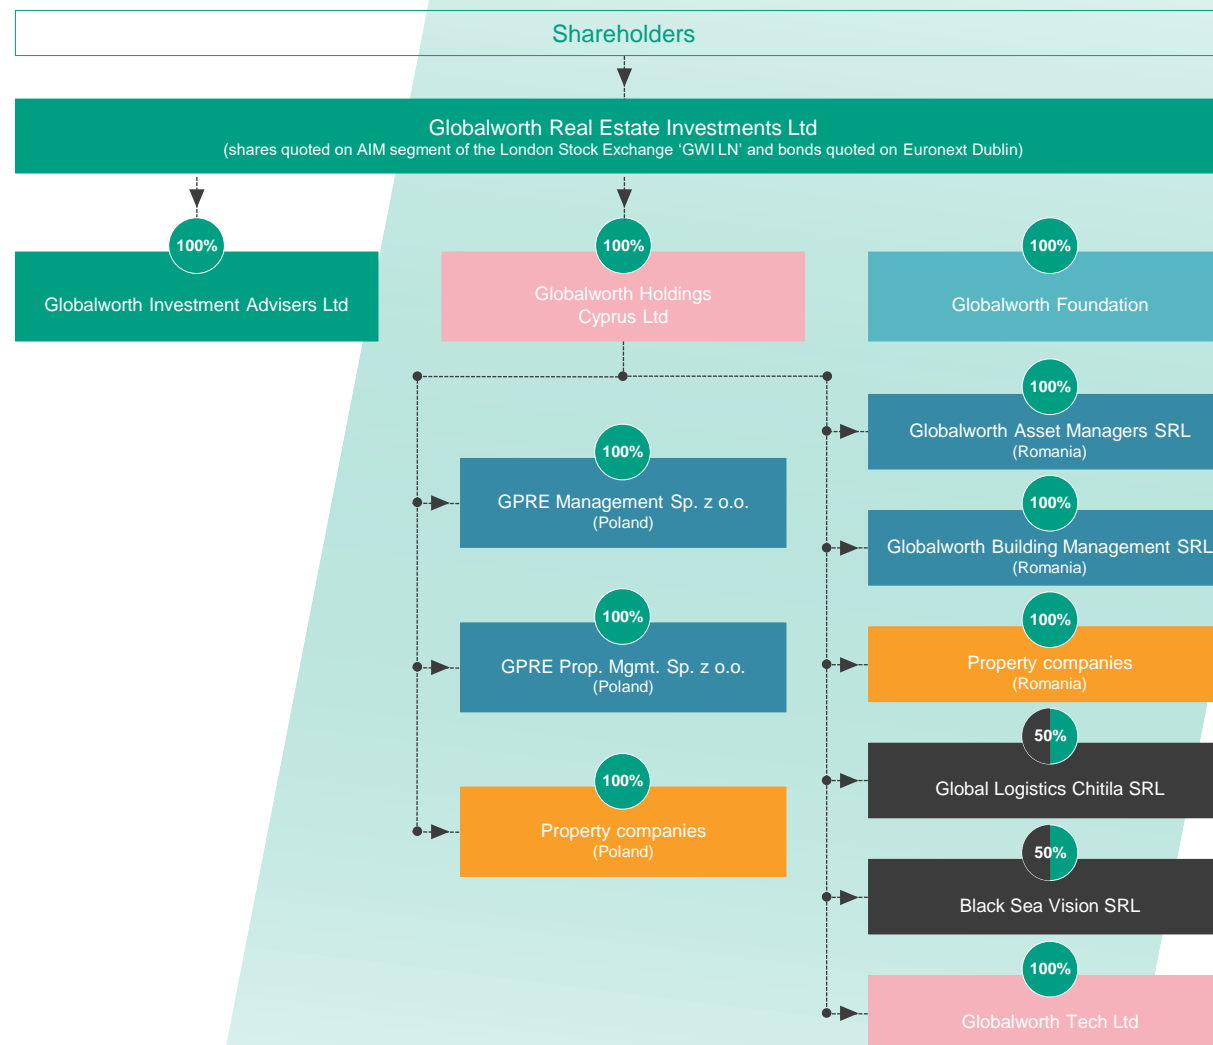 Shareholders
Globalworth Real Estate Investments Ltd
(shares quoted on AIM segment of the London Stock Exchange ‘GWI LN’ and bonds quoted on Euronext Dublin)
100%
Globalworth Investment Advisers Ltd
100%
Globalworth Holdings
Cyprus Ltd
100%
Globalworth Foundation
100%
GPRE Management Sp. z o.o.
(Poland)
100%
GPRE Prop. Mgmt. Sp. z o.o.
(Poland)
100%
Property companies
(Poland)
100%
Globalworth Asset Managers SRL
(Romania)
100%
Globalworth Building Management SRL
(Romania)
100%
Property companies
(Romania)
50%
Global Logistics Chitila SRL
50%
Black Sea Vision SRL
100%
Globalworth Tech Ltd